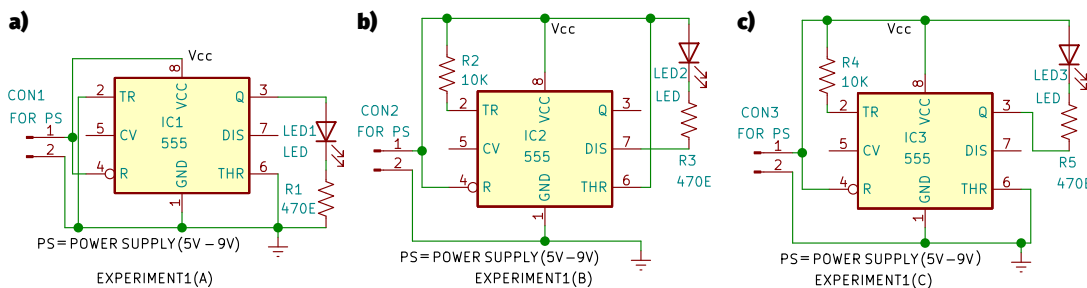 a)
Vcc
CON1
FOR PS
1
2
2
TR
5
CV
4
R
8
VCC
IC1
555
GND
1
Q
3
DIS
7
THR
6
LED1
LED
R1
470E
PS=POWER SUPPLY(5V-9V)
EXPERIMENT1(A)
b)
Vcc
R2
10K
CON2
FOR PS
1
2
2
TR
5
CV
4
R
8
VCC
IC2
555
GND
1
Q
3
DIS
7
THR
6
LED2
LED
R3
470E
PS=POWER SUPPLY(5V-9V)
EXPERIMENT1(B)
c)
Vcc
R4
10K
CON3
FOR PS
1
2
2
TR
5
CV
4
R
8
VCC
IC3
555
GND
1
Q
3
DIS
7
THR
6
LED3
LED
R5
470E
PS=POWER SUPPLY(5V-9V)
EXPERIMENT1(C)